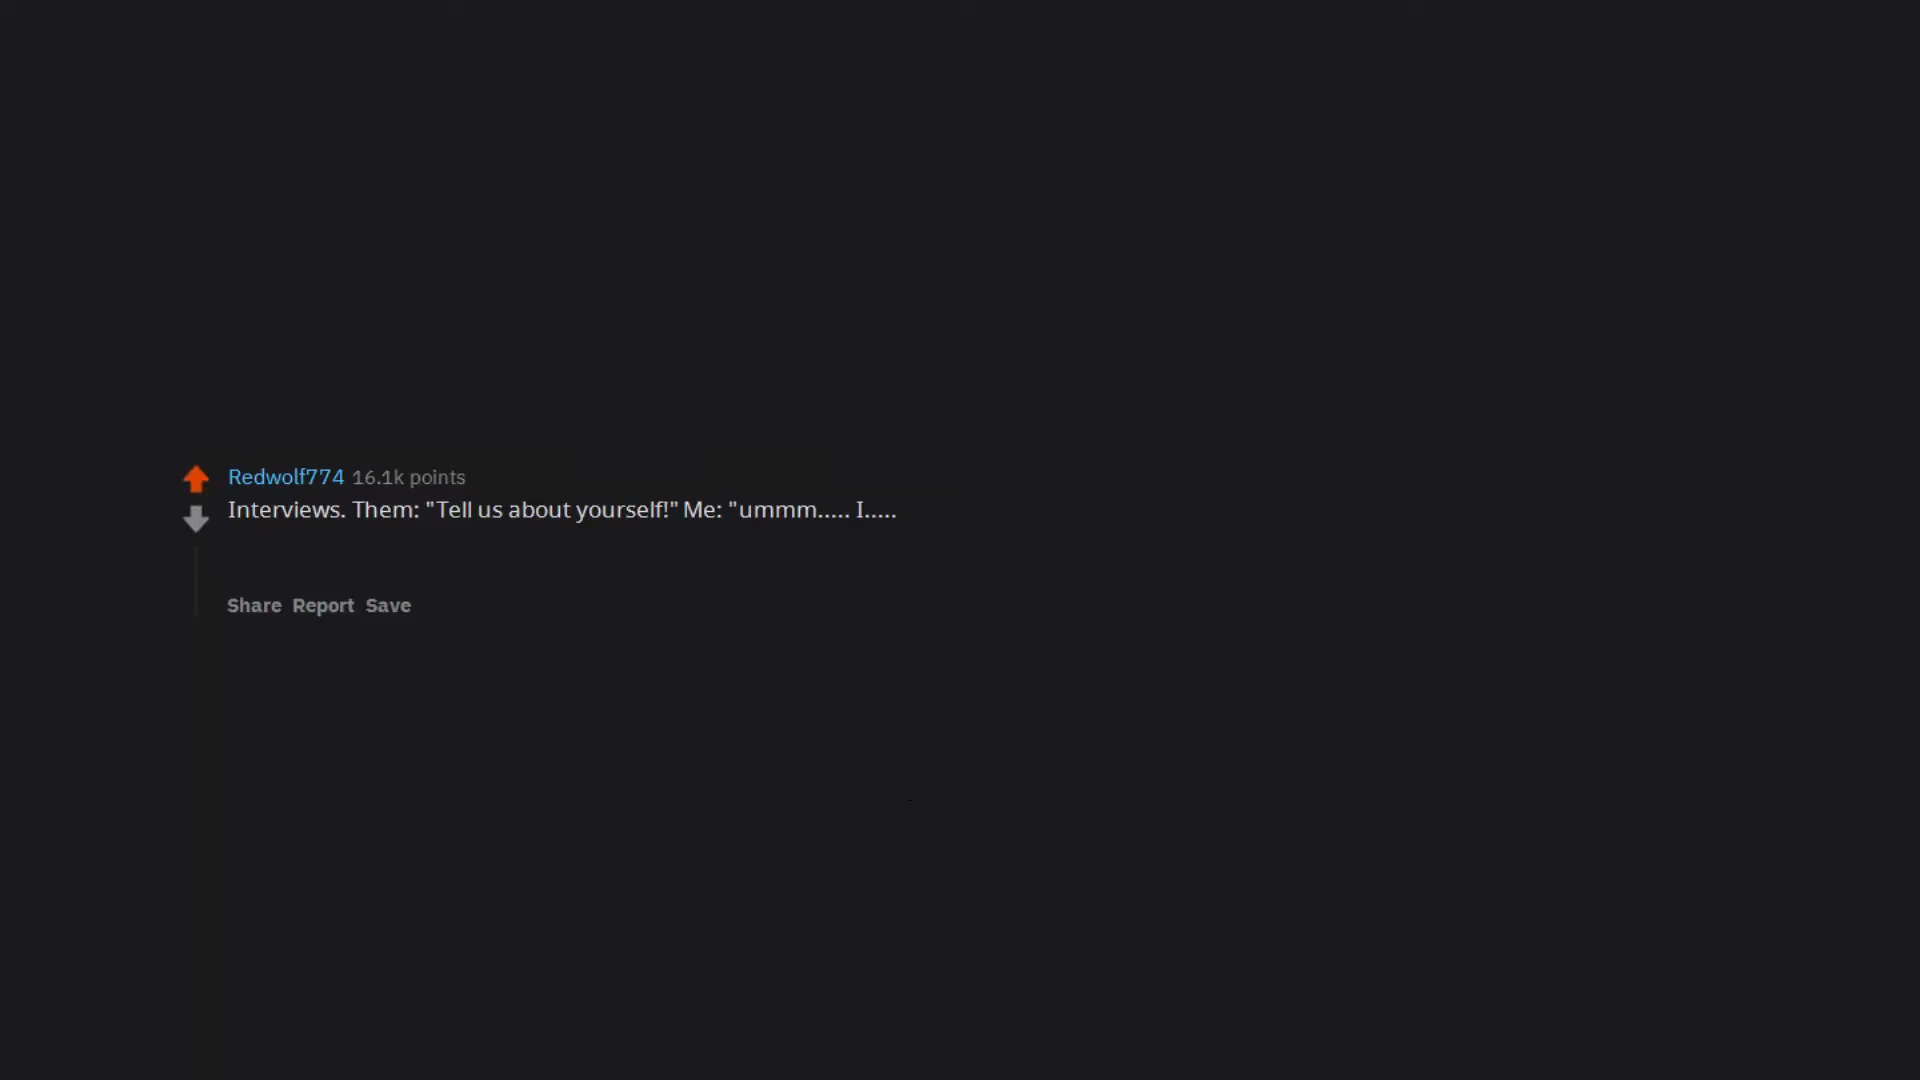 Redwolf774 16.1k points
Interviews. Them: "Tell us about yourself!" Me: "ummm..... I.....
Share Report Save